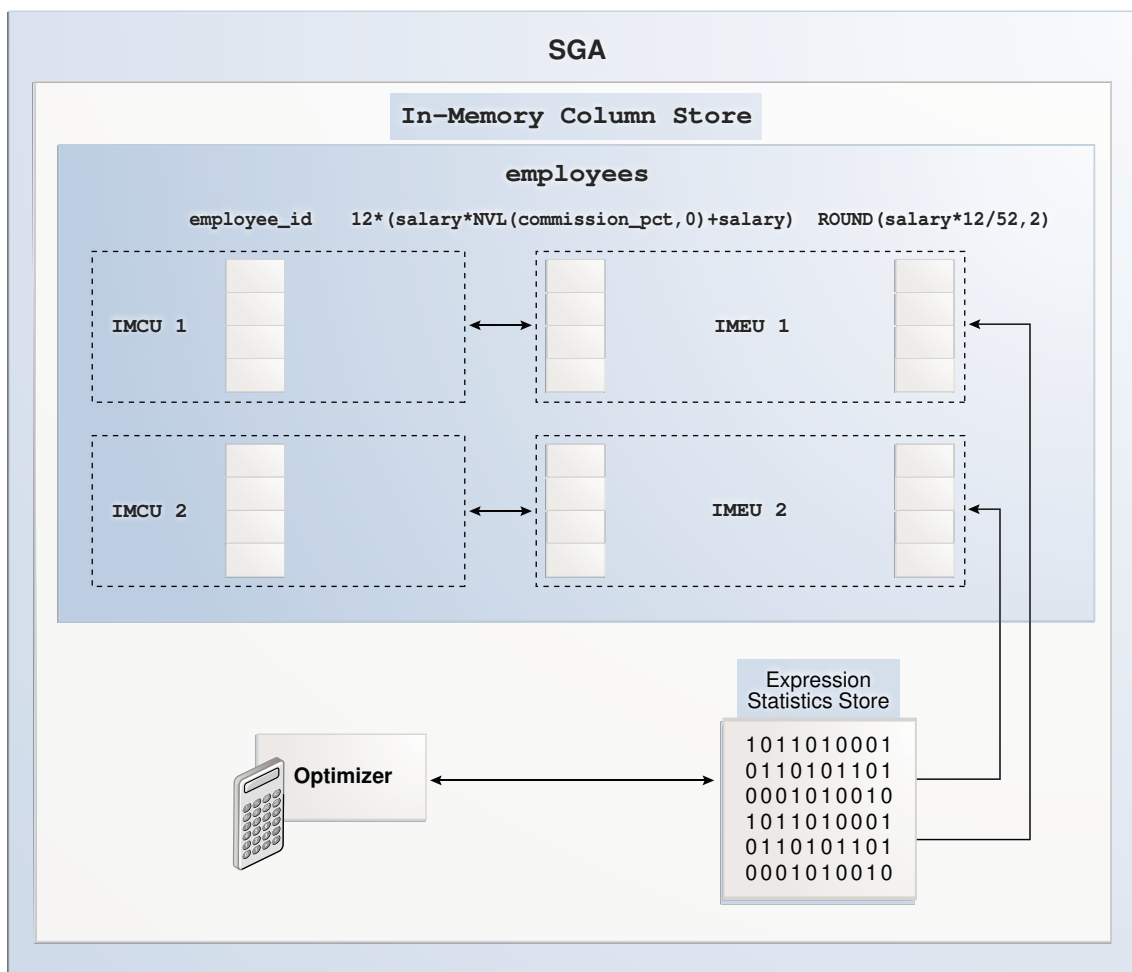 SGA
In-Memory Column Store
employees
employee_id 12*(salary*NVL(commission_pct,0)+salary) ROUND(salary*12/52,2)
IMCU 1 IMEU 1
IMCU 2 IMEU 2
Expression
Statistics Store
Optimizer
1011010001
0110101101
0001010010
1011010001
0110101101
0001010010